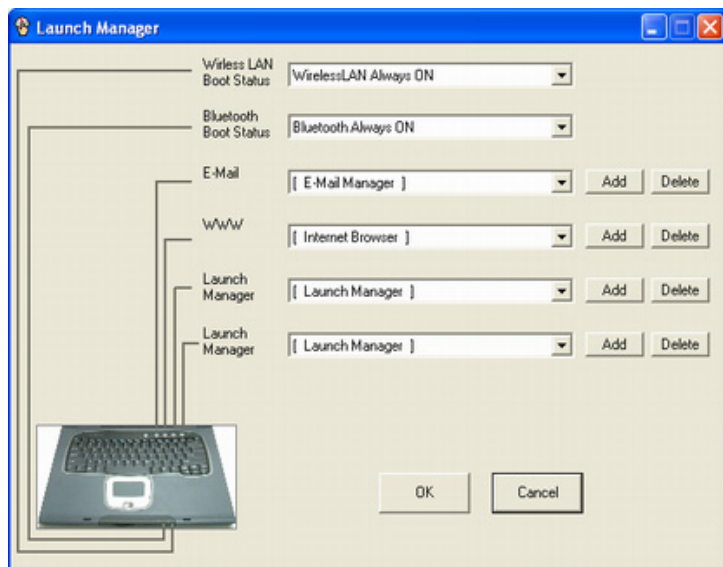 Launch Manager
Wirless LAN
Boot Status
WirelessLAN Always ON
Bluetooth
Boot Status
Bluetooth Always ON
E-Mail
[ E-Mail Manager ]
Add
Delete
WWW
[ Internet Browser ]
Add
Delete
Launch
Manager
[ Launch Manager ]
Add
Delete
Launch
Manager
[ Launch Manager ]
Add
Delete
OK
Cancel